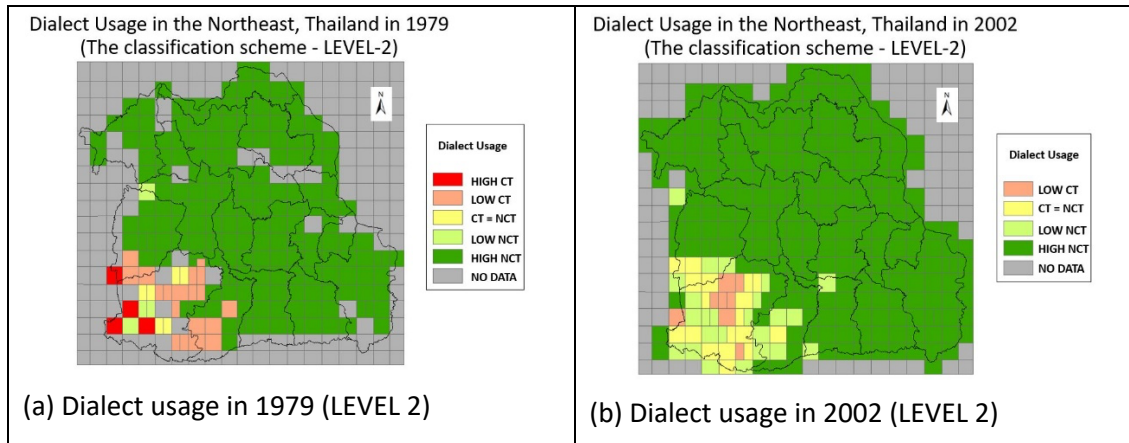 Dialect Usage in the Northeast, Thailand in 1979
(The classification scheme - LEVEL-2)
N
Dialect Usage
HIGH CT
LOW CT
CT = NCT
LOW NCT
HIGH NCT
NO DATA
(a) Dialect usage in 1979 (LEVEL 2)
Dialect Usage in the Northeast, Thailand in 2002
(The classification scheme - LEVEL-2)
N
Dialect Usage
LOW CT
CT = NCT
LOW NCT
HIGH NCT
NO DATA
(b) Dialect usage in 2002 (LEVEL 2)